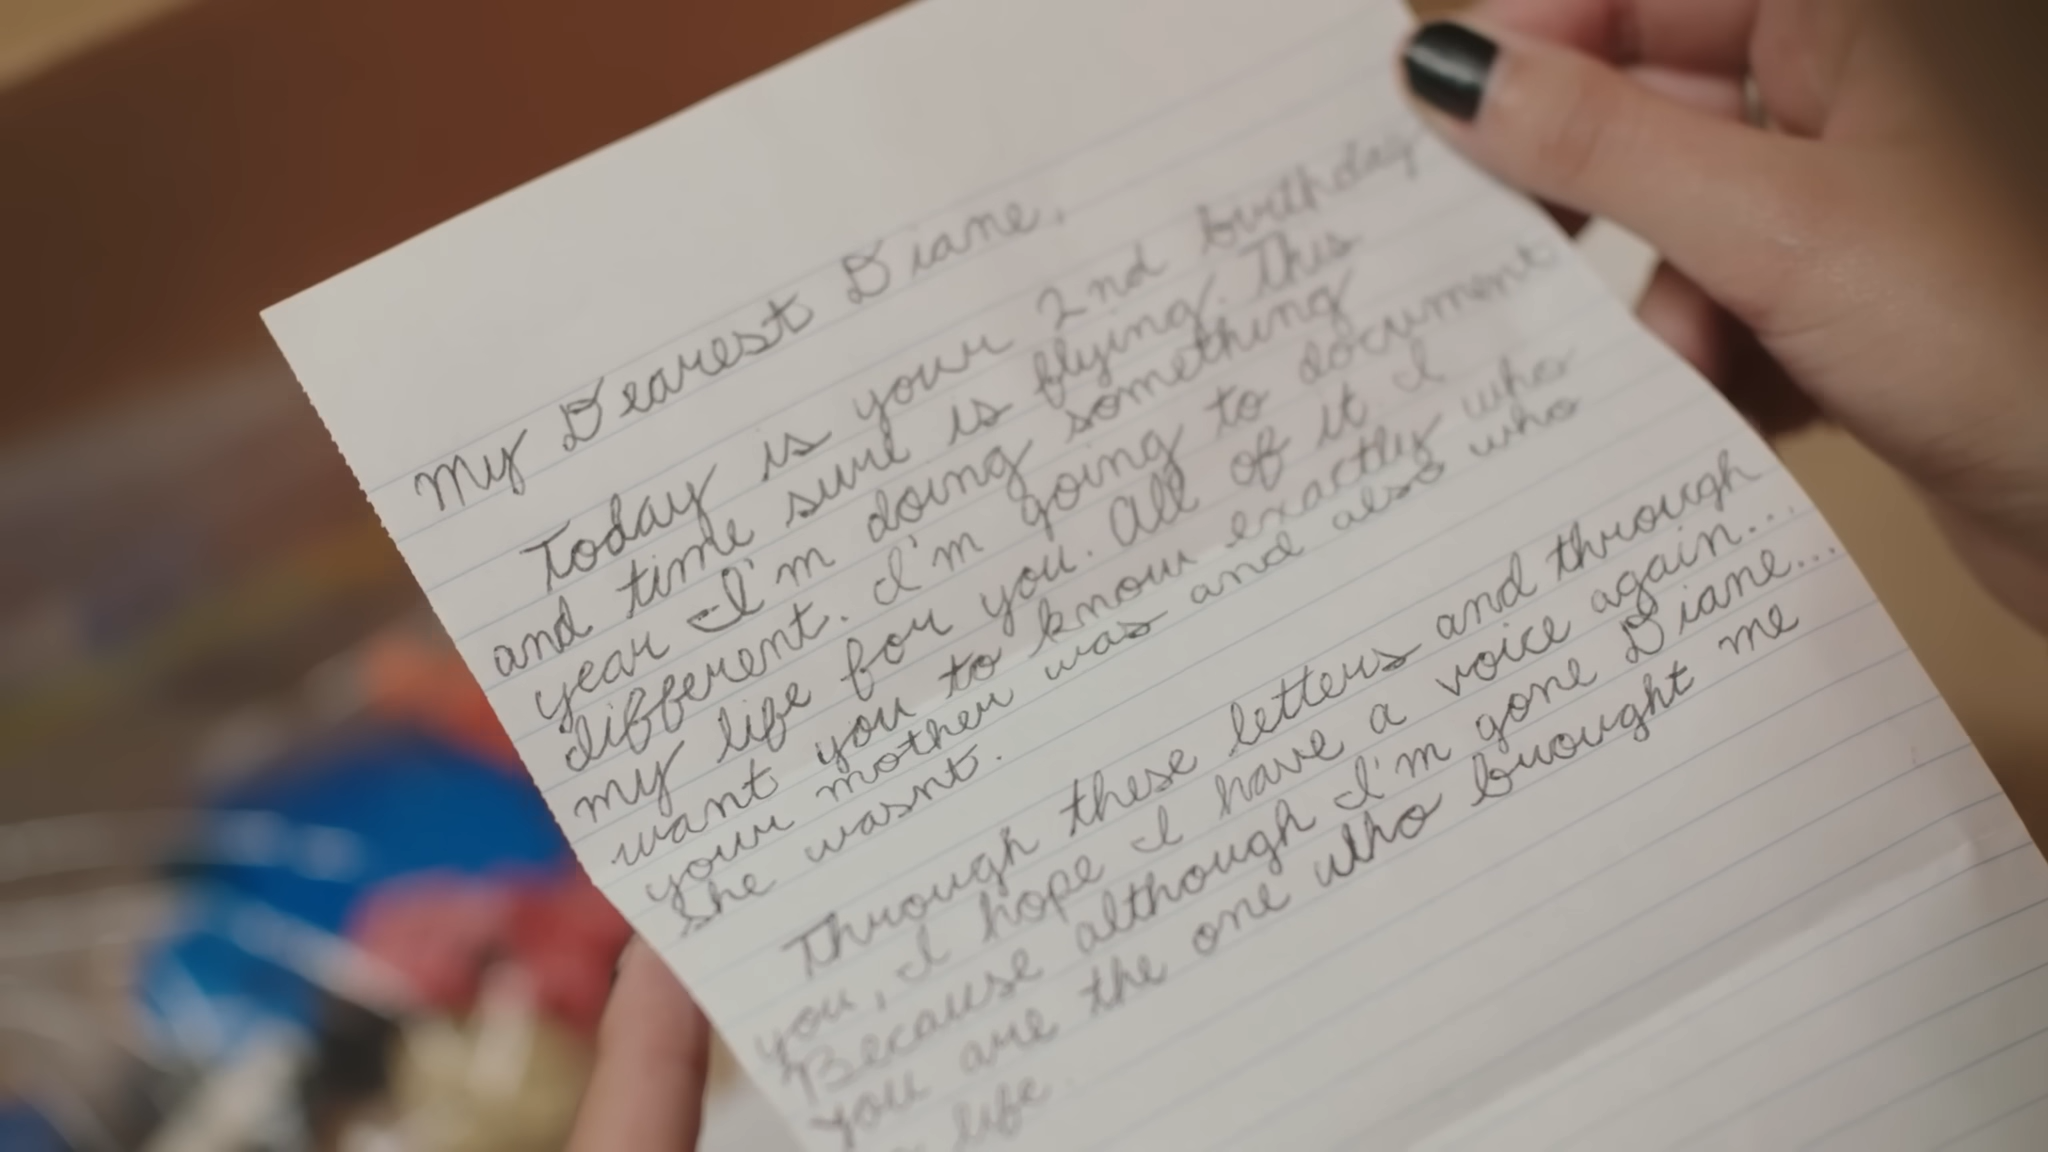 My Dearest Diane,
Today is your 2nd birthday
and time sure is flying. This
year I'm doing something
different. I'm going to document
my life for you. All of it. I
want you to know exactly who
your mother was and also who
she wasnt.
Through these letters and through
you, I hope I have a voice again...
Because although I'm gone Diane...
you are the one who brought me
life